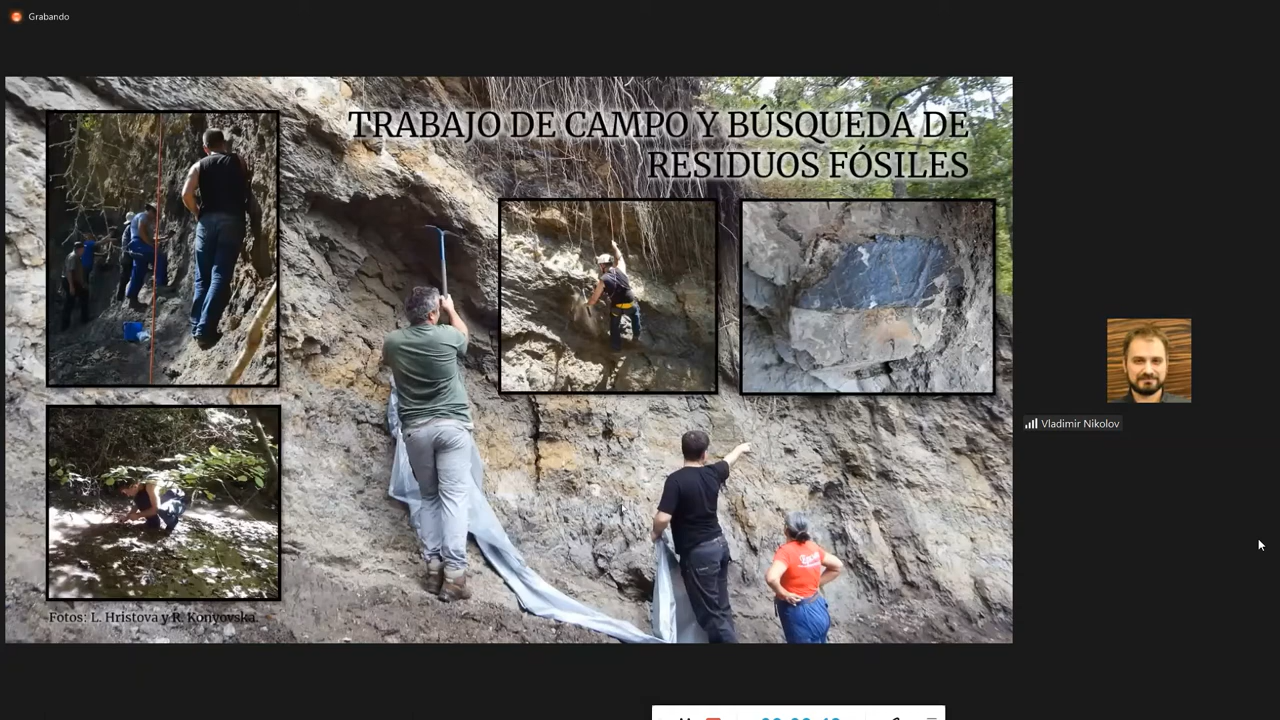 Grabando
TRABAJO DE CAMPO Y BÚSQUEDA DE
RESIDUOS FÓSILES
Vladimir Nikolov
Fotos: L. Hristova y R. Konyovska.